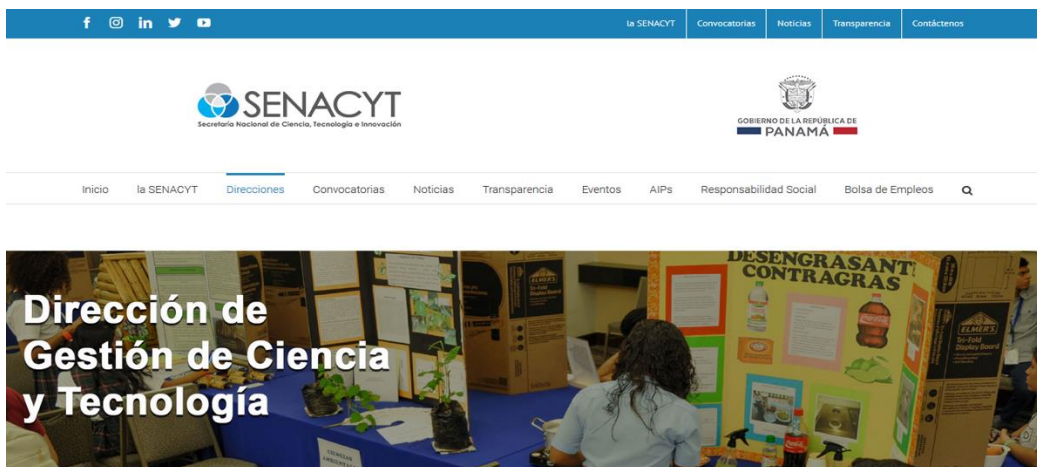 la SENACYT
Convocatorias
Noticias
Transparencia
Contáctenos
SENACYT
Secretaría Nacional de Ciencia, Tecnología e Innovación
GOBIERNO DE LA REPÚBLICA DE
PANAMÁ
Inicio
la SENACYT
Direcciones
Convocatorias
Noticias
Transparencia
Eventos
AIPs
Responsabilidad Social
Bolsa de Empleos
Dirección de
Gestión de Ciencia
y Tecnología
DESENGRASANT
CONTRAGRAS
ELMER'S
ELMER'S
Tri-Fold
Display Board